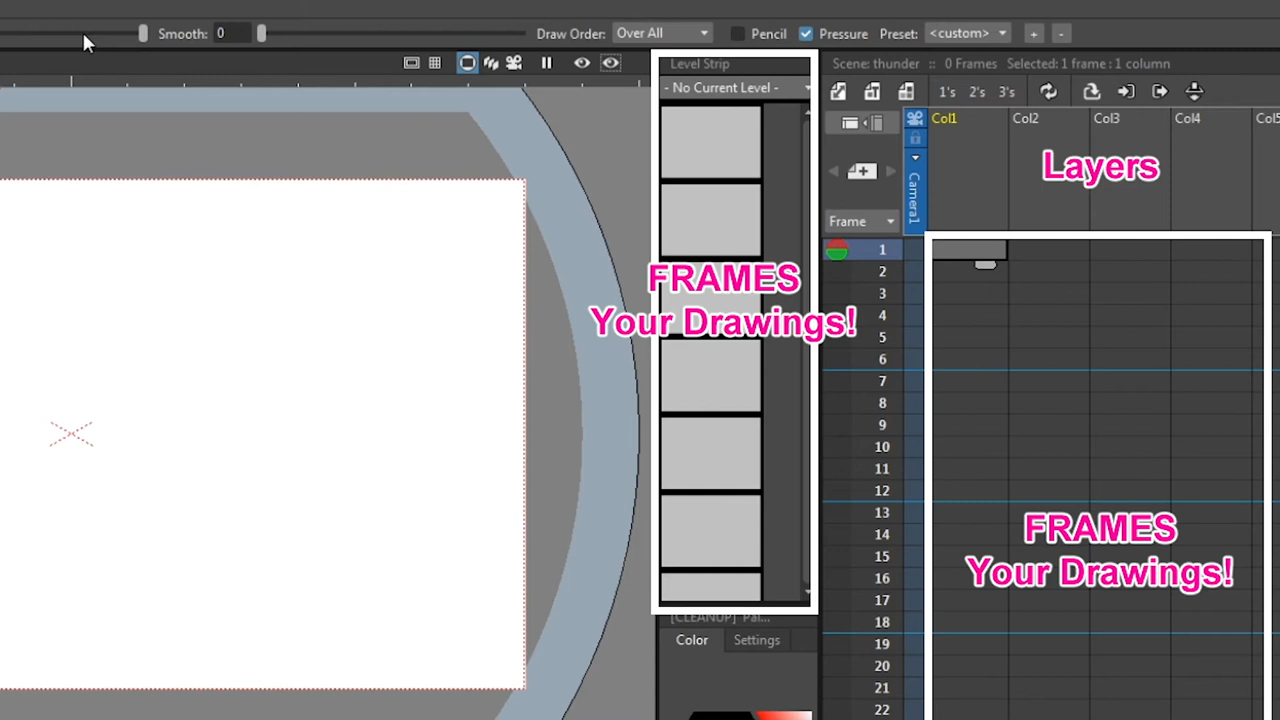 Smooth: 0 Draw Order: Over All Pencil Pressure Preset: <custom> + -
Level Strip
- No Current Level -
Scene: thunder :: 0 Frames Selected: 1 frame : 1 column
1's 2's 3's
Col1 Col2 Col3 Col4 Col5
Layers
Camera1
Frame
1
2
FRAMES
Your Drawings!
3
4
5
6
7
8
9
10
11
12
13
FRAMES
Your Drawings!
14
15
16
17
18
19
20
21
22
[CLEANUP] Pal...
Color Settings